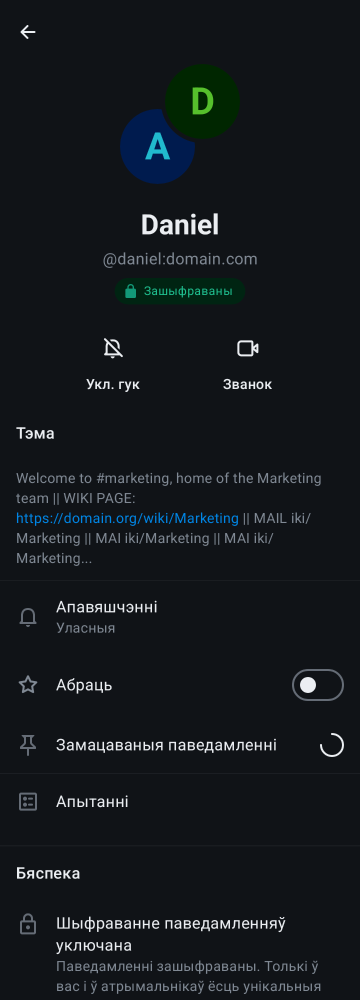 D
A
Daniel
@daniel:domain.com
Зашыфраваны
Укл. гук
Званок
Тэма
Welcome to #marketing, home of the Marketing
team || WIKI PAGE:
https://domain.org/wiki/Marketing || MAIL iki/
Marketing || MAI iki/Marketing || MAI iki/
Marketing...
Апавяшчэнні
Уласныя
Абраць
Замацаваныя паведамленні
Апытанні
Бяспека
Шыфраванне паведамленняў
уключана
Паведамленні зашыфраваны. Толькі ў
вас і ў атрымальнікаў ёсць унікальныя